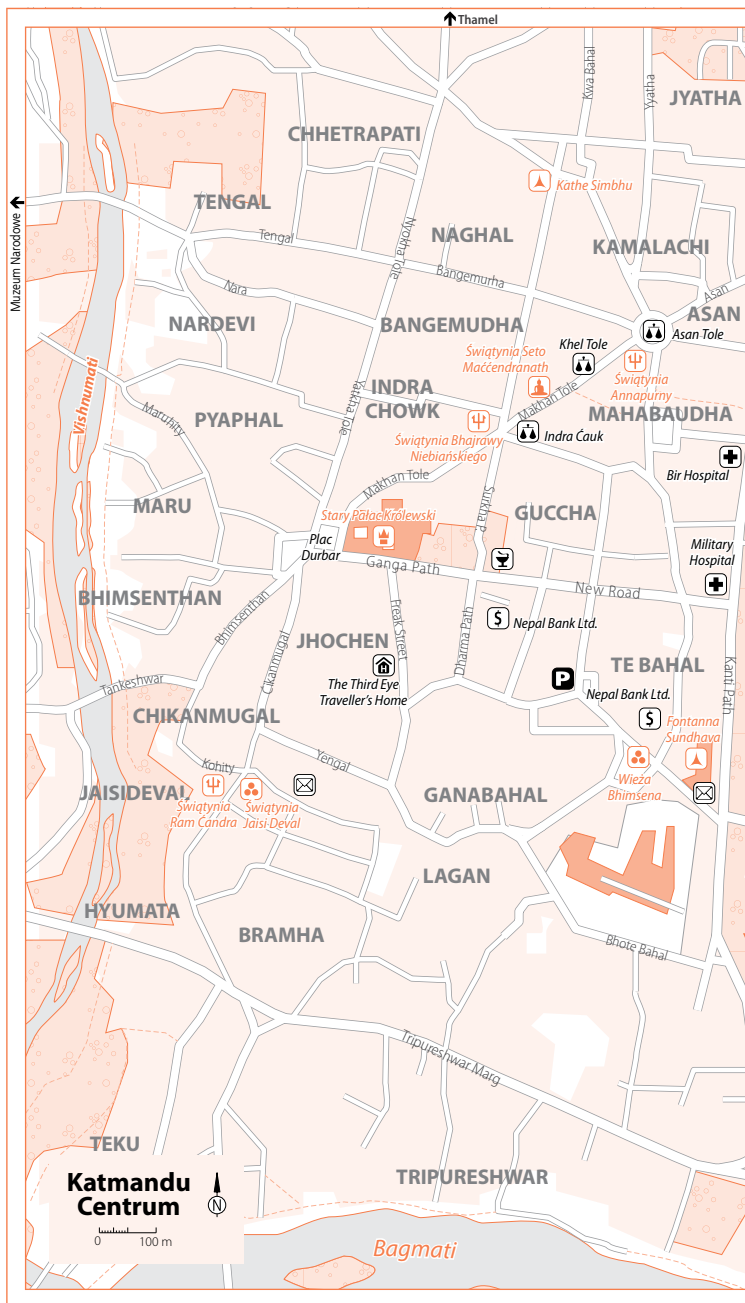 Thamel
Kwa Bahal
Yyatha
JYATHA
CHHETRAPATI
Kathe Simbhu
Muzeum Narodowe
TENGAL
Tengal
Nyokha Tole
NAGHAL
KAMALACHI
Bangemurha
Asan
Nara
NARDEVI
BANGEMUDHA
ASAN
Asan Tole
Khel Tole
Świątynia Seto
Maććendranath
Świątynia
Annapurny
Vishnumati
Maruhity
PYAPHAL
Yatkha Tole
INDRA
CHOWK
Makhan Tole
MAHABAUDHA
Świątynia Bhajrawy
Niebiańskiego
Indra Ćauk
Bir Hospital
Makhan Tole
MARU
Stary Pałac Królewski
Surkha P.
GUCCHA
Plac
Durbar
Military
Hospital
Ganga Path
New Road
BHIMSENTHAN
Bhimsenthan
JHOCHEN
Freak Street
Dharma Path
Nepal Bank Ltd.
Ćikanmugal
TE BAHAL
Kanti Path
Tankeshwar
The Third Eye
Traveller's Home
Nepal Bank Ltd.
CHIKANMUGAL
Fontanna
Sundhava
Kohity
Yengal
JAISIDEVAL
Świątynia
Ram Ćandra
Świątynia
Jaisi Deval
GANABAHAL
Wieża
Bhimsena
LAGAN
HYUMATA
BRAMHA
Bhote Bahal
Tripureshwar Marg
TEKU
TRIPURESHWAR
Katmandu
Centrum
N
0 100 m
Bagmati